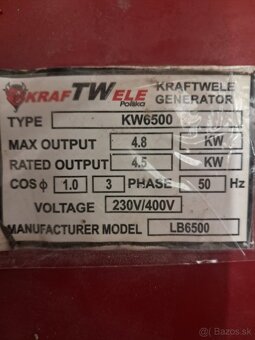 KRAFTWELE KRAFTWELE
Polska GENERATOR
TYPE KW6500
MAX OUTPUT 4.8 KW
RATED OUTPUT 4.5 KW
COS ϕ 1.0 3 PHASE 50 Hz
VOLTAGE 230V/400V
MANUFACTURER MODEL LB6500
Bazos.sk